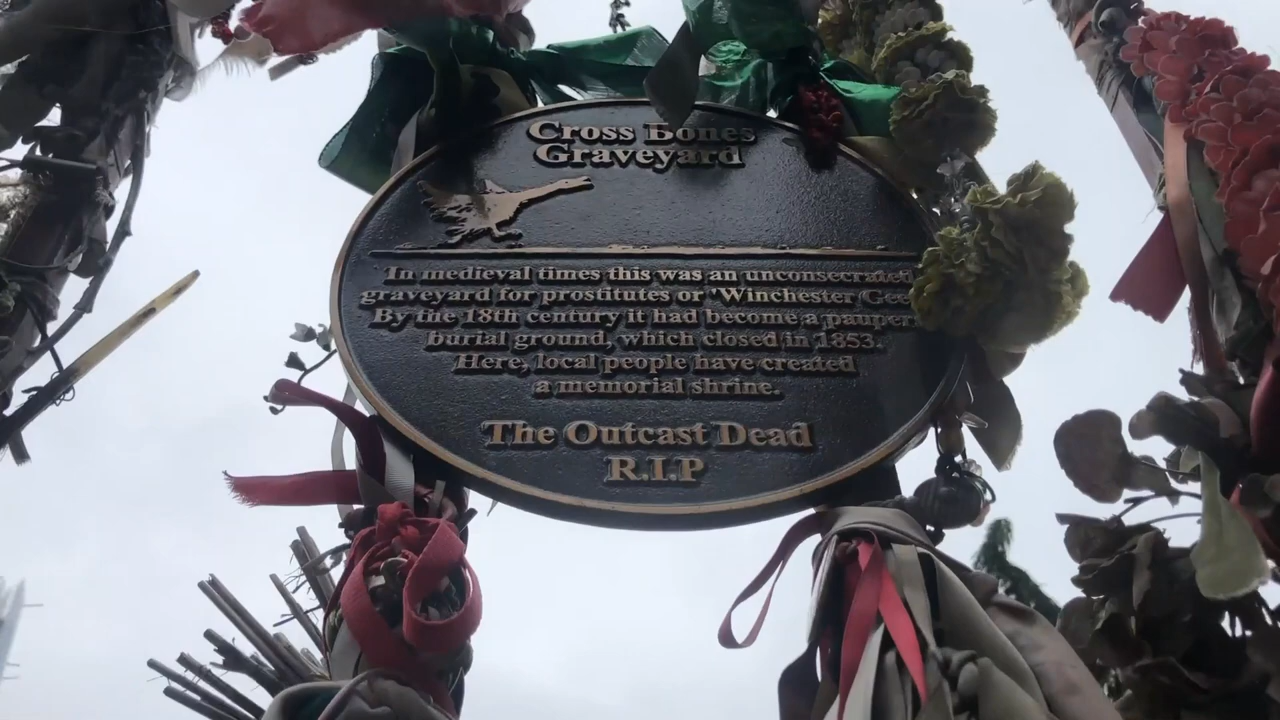 Cross Bones
Graveyard
In medieval times this was an unconsecrated
graveyard for prostitutes or 'Winchester
By the 18th century it had become a pauper
burial ground, which closed in 1853.
Here, local people have created
a memorial shrine.
The Outcast Dead
R.I.P